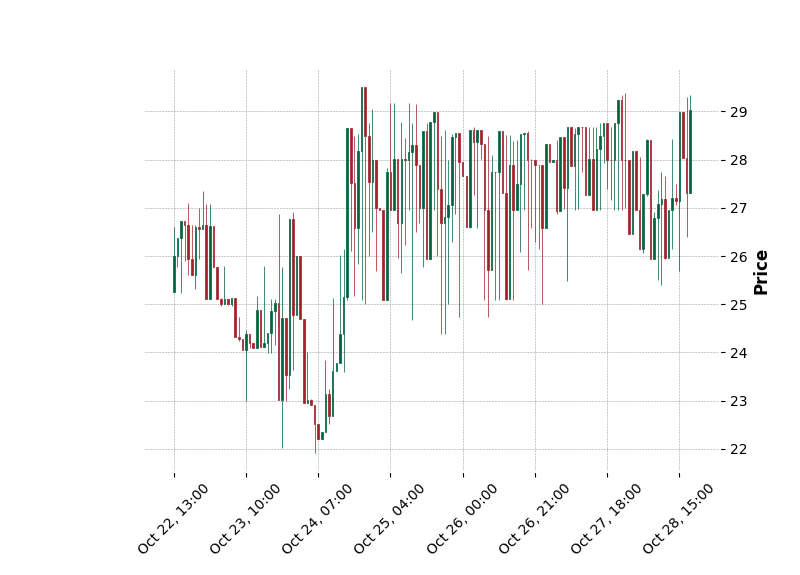 29
28
27
26
25
24
23
22
Price
Oct 22, 13:00
Oct 23, 10:00
Oct 24, 07:00
Oct 25, 04:00
Oct 26, 00:00
Oct 26, 21:00
Oct 27, 18:00
Oct 28, 15:00